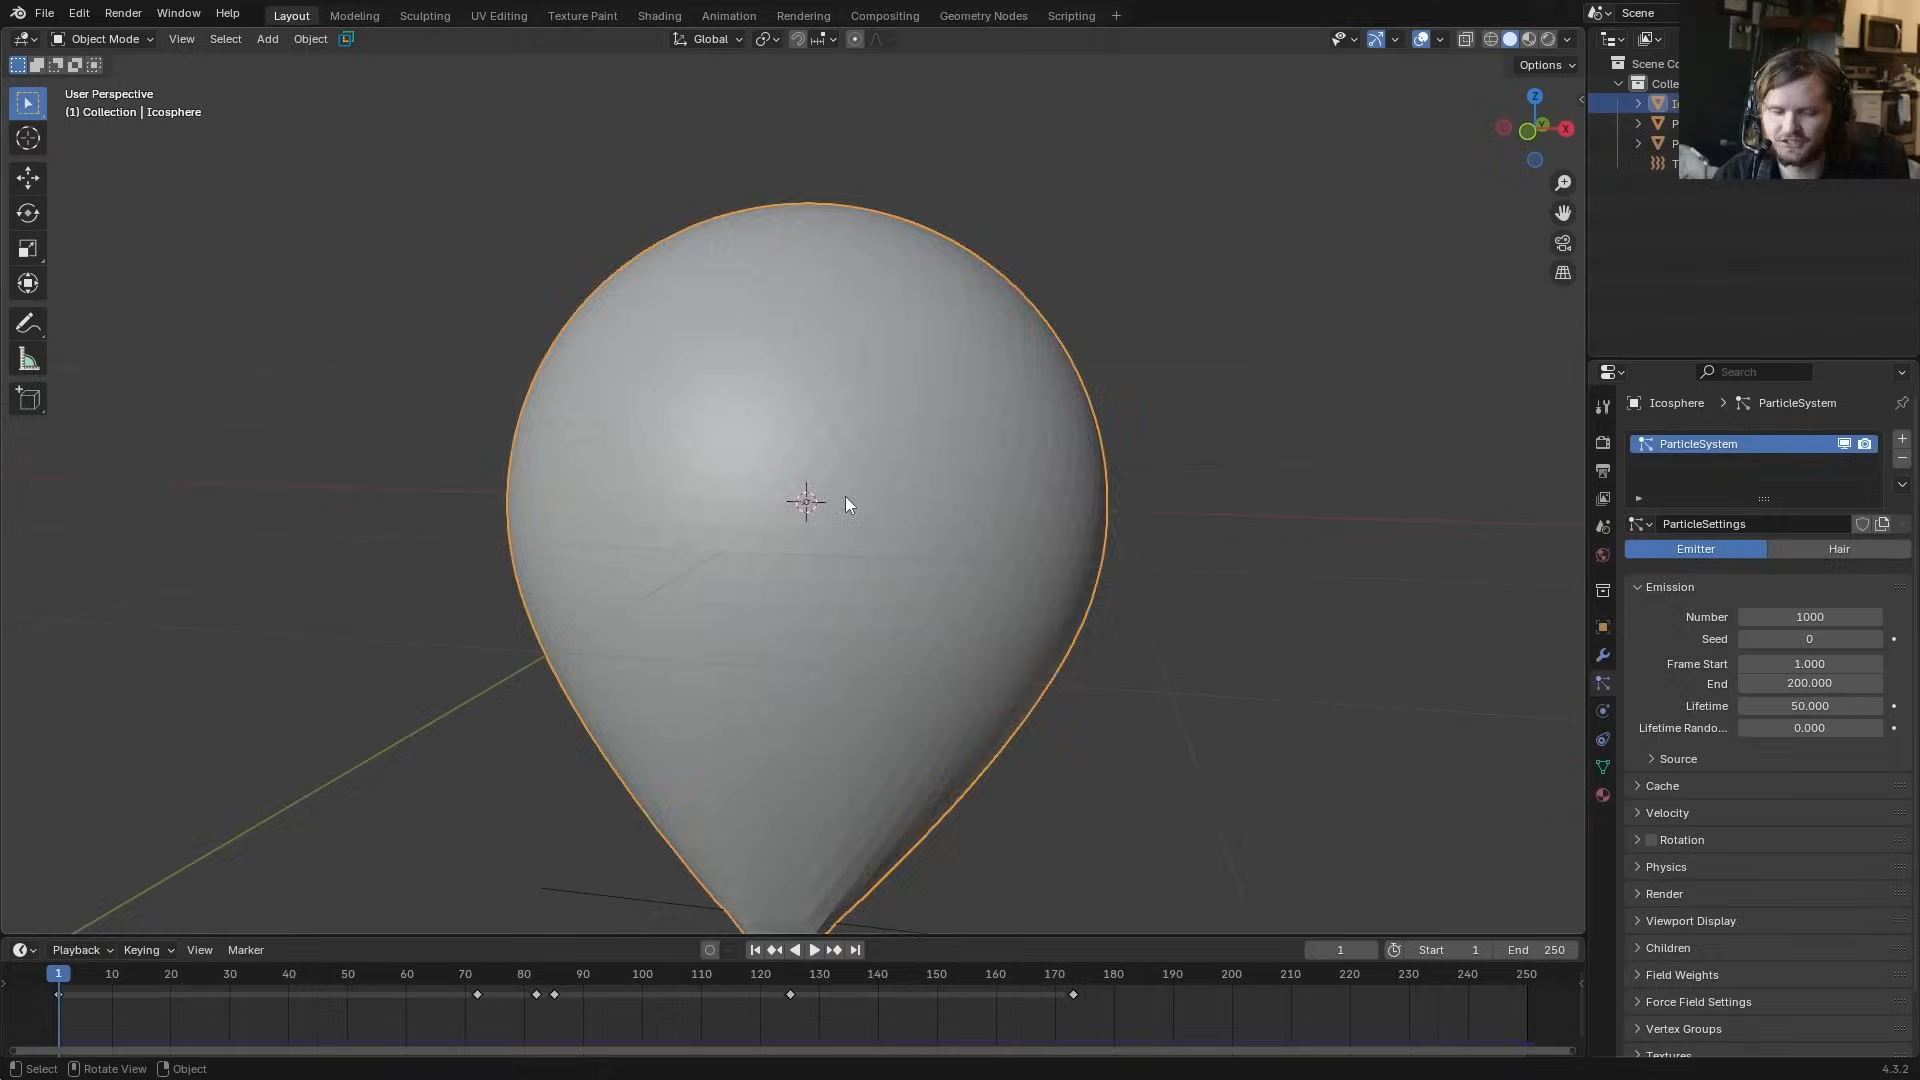 File Edit Render Window Help
Layout Modeling Sculpting UV Editing Texture Paint Shading Animation Rendering Compositing Geometry Nodes Scripting
Scene
Object Mode View Select Add Object
Global
Options
User Perspective
(1) Collection | Icosphere
Z
Y
X
Scene Co
Colle
P
P
T
Search
Icosphere > ParticleSystem
ParticleSystem
ParticleSettings
Emitter Hair
Emission
Number 1000
Seed 0
Frame Start 1.000
End 200.000
Lifetime 50.000
Lifetime Rando... 0.000
Source
Cache
Velocity
Rotation
Physics
Render
Viewport Display
Children
Field Weights
Force Field Settings
Vertex Groups
Textures
Playback Keying View Marker
1 Start 1 End 250
1 10 20 30 40 50 60 70 80 90 100 110 120 130 140 150 160 170 180 190 200 210 220 230 240 250
Select Rotate View Object
4.3.2